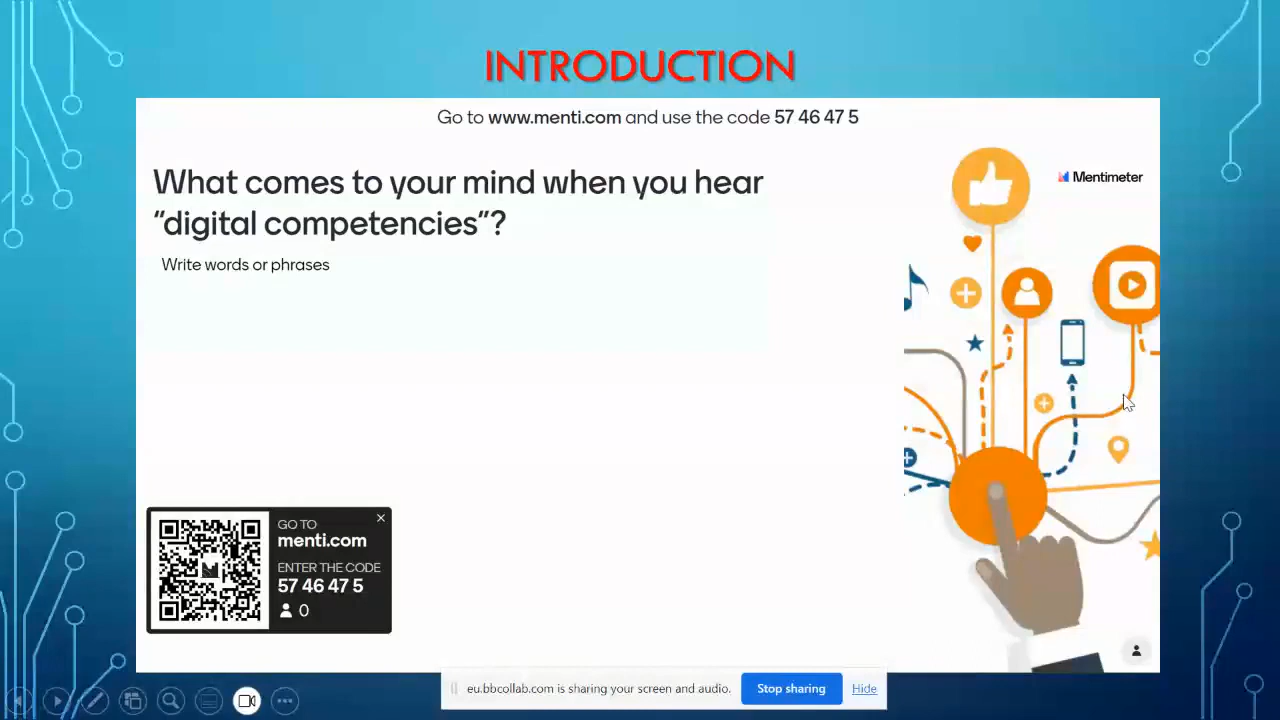 INTRODUCTION
Go to www.menti.com and use the code 57 46 47 5
Mentimeter
What comes to your mind when you hear
"digital competencies"?
Write words or phrases
GO TO
menti.com
ENTER THE CODE
57 46 47 5
0
eu.bbcollab.com is sharing your screen and audio.
Stop sharing
Hide